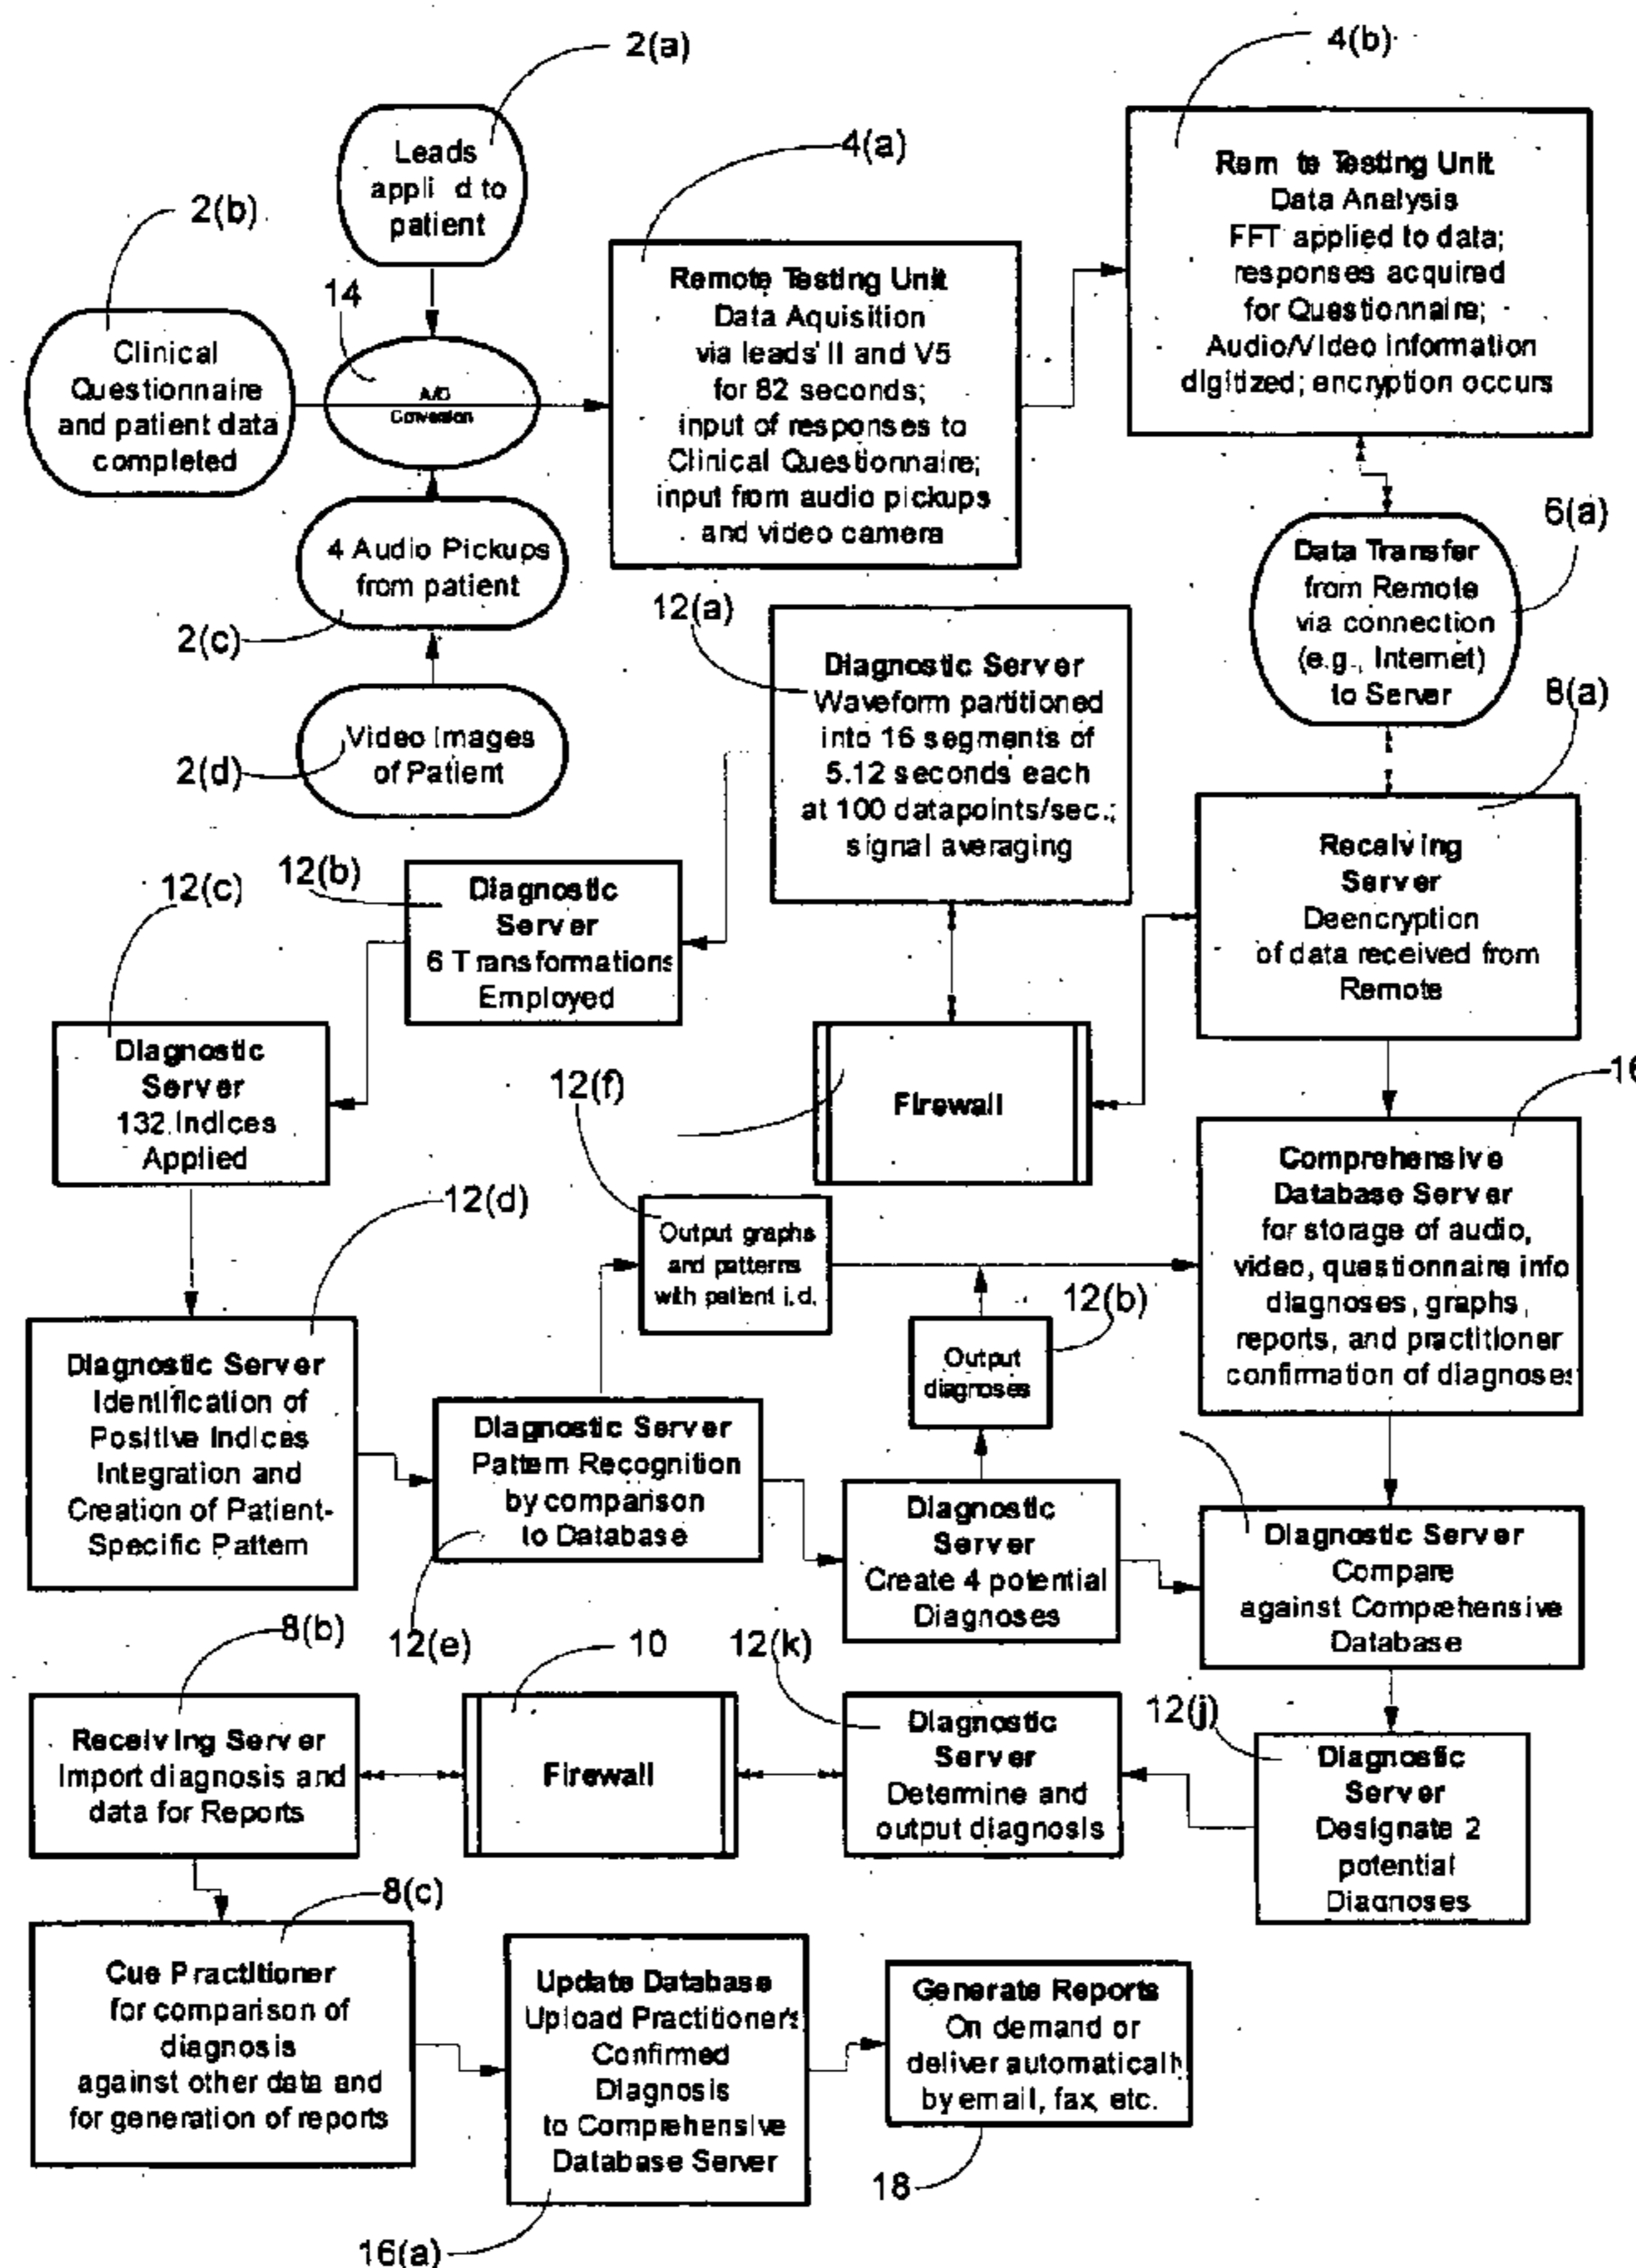 2(a)
4(b)
Leads
appli d to
patient
4(a)
Rem te Testing Unit
Data Analysis
FFT applied to data;
responses acquired
for Questionnaire;
Audio/Video information
digitized; encryption occurs
2(b)
14
Clinical
Questionnaire
and patient data
completed
A/D
Conversion
Remote Testing Unit
Data Aquisition
via leads II and V5
for 82 seconds;
input of responses to
Clinical Questionnaire;
input from audio pickups
and video camera
4 Audio Pickups
from patient
2(c)
6(a)
Data Transfer
from Remote
via connection
(e.g., Internet)
to Server
12(a)
Diagnostic Server
Waveform partitioned
into 16 segments of
5.12 seconds each
at 100 datapoints/sec.;
signal averaging
8(a)
Video Images
of Patient
2(d)
Receiving
Server
Deencryption
of data received from
Remote
12(c)
12(b)
Diagnostic
Server
6 Transformations
Employed
Diagnostic
Server
132 Indices
Applied
12(f)
Firewall
16
Comprehensive
Database Server
for storage of audio,
video, questionnaire info
diagnoses, graphs,
reports, and practitioner
confirmation of diagnoses
12(d)
Output graphs
and patterns
with patient i.d.
12(b)
Output
diagnoses
Diagnostic Server
Identification of
Positive Indices
Integration and
Creation of Patient-
Specific Pattern
Diagnostic Server
Pattern Recognition
by comparison
to Database
12(e)
Diagnostic
Server
Create 4 potential
Diagnoses
Diagnostic Server
Compare
against Comprehensive
Database
8(b)
10
12(k)
12(j)
Receiving Server
Import diagnosis and
data for Reports
Firewall
Diagnostic
Server
Determine and
output diagnosis
Diagnostic
Server
Designate 2
potential
Diagnoses
8(c)
Cue Practitioner
for comparison of
diagnosis
against other data and
for generation of reports
Update Database
Upload Practitioner's
Confirmed
Diagnosis
to Comprehensive
Database Server
Generate Reports
On demand or
deliver automatically
by email, fax, etc.
18
16(a)